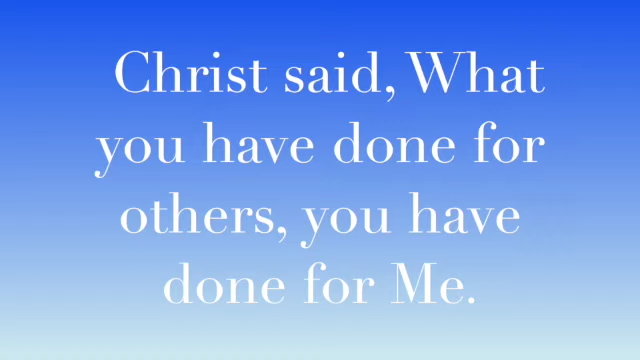 Christ said, What
you have done for
others, you have
done for Me.